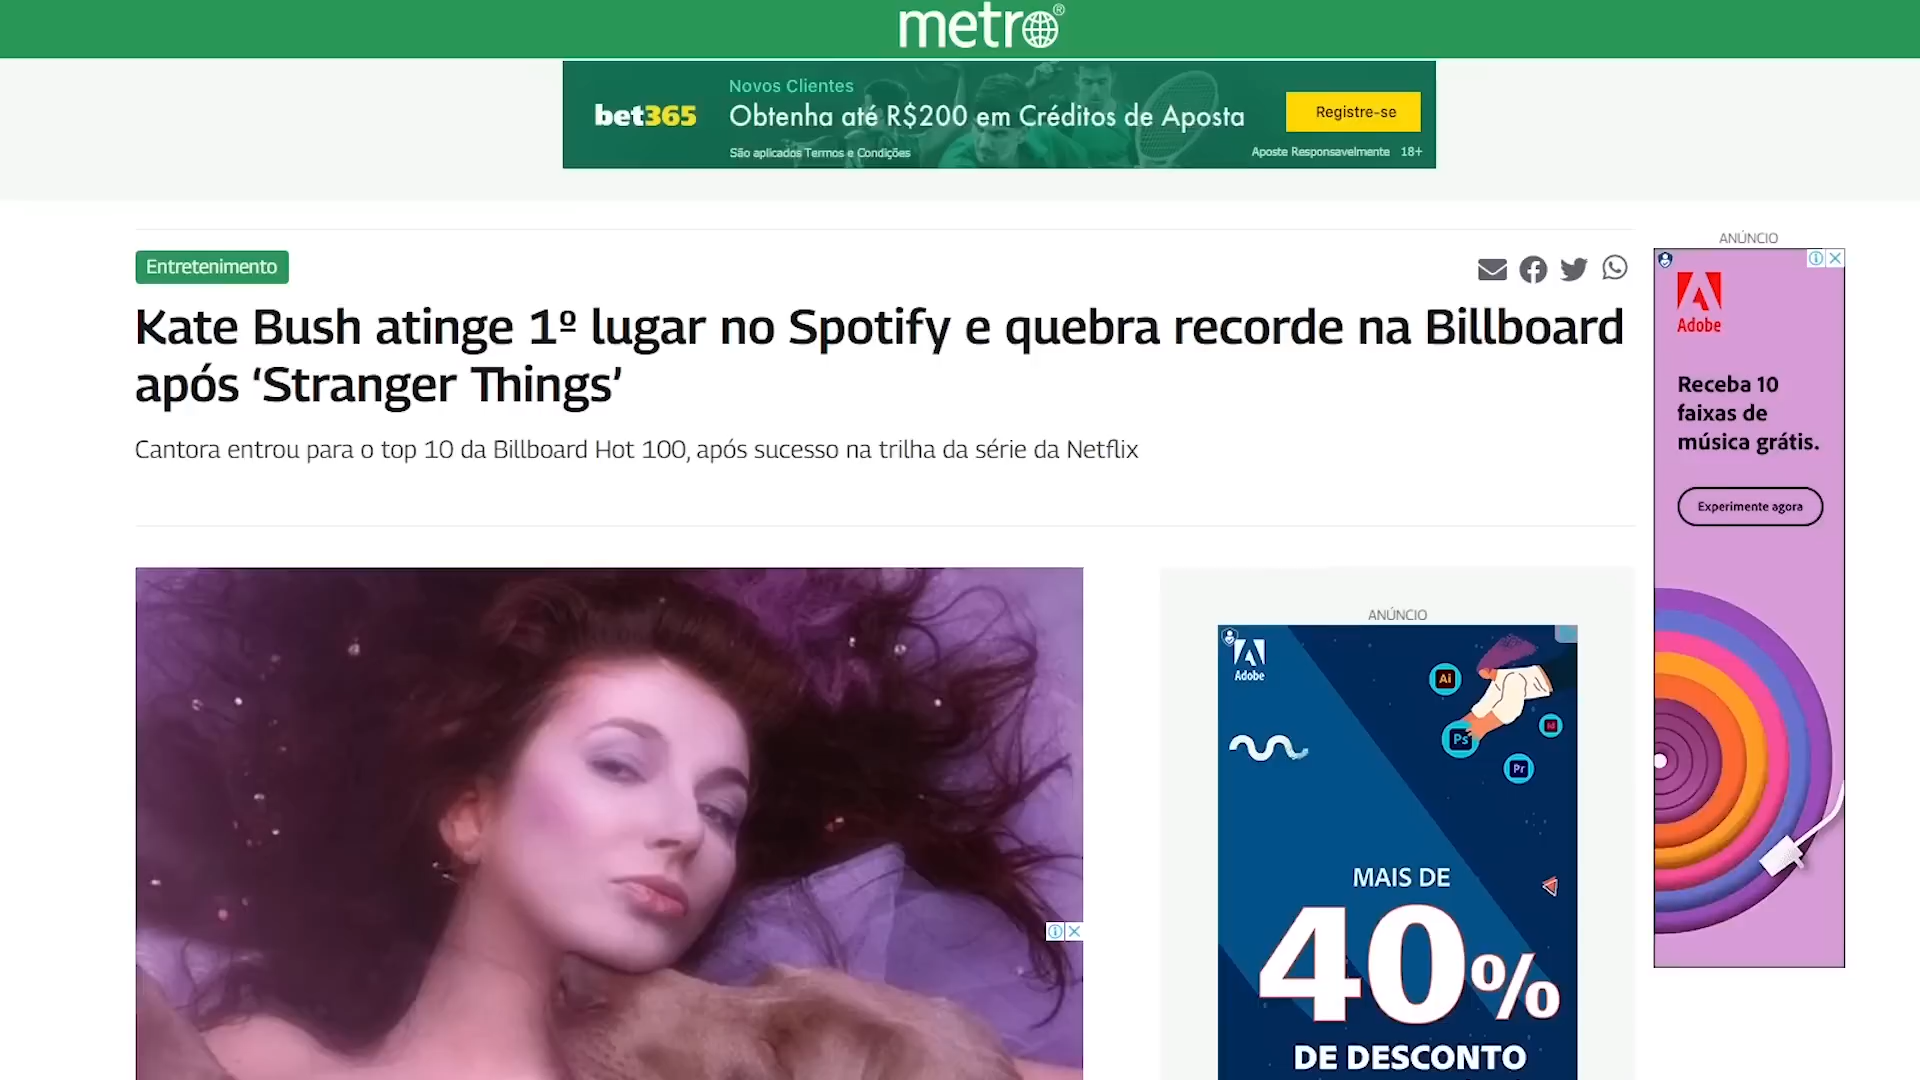 metro®
Novos Clientes
bet365
Obtenha até R$200 em Créditos de Aposta
Registre-se
São aplicados Termos e Condições
Aposte Responsavelmente 18+
ANÚNCIO
Entretenimento
Kate Bush atinge 1º lugar no Spotify e quebra recorde na Billboard
após ‘Stranger Things’
Cantora entrou para o top 10 da Billboard Hot 100, após sucesso na trilha da série da Netflix
Adobe
Receba 10
faixas de
música grátis.
Experimente agora
ANÚNCIO
Adobe
Ai
Ps
Pr
MAIS DE
40%
DE DESCONTO